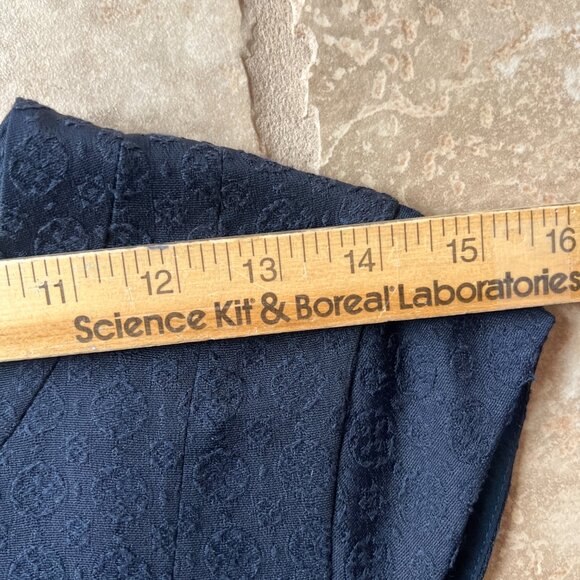 11 12 13 14 15 16
Science Kit & Boreal Laboratories